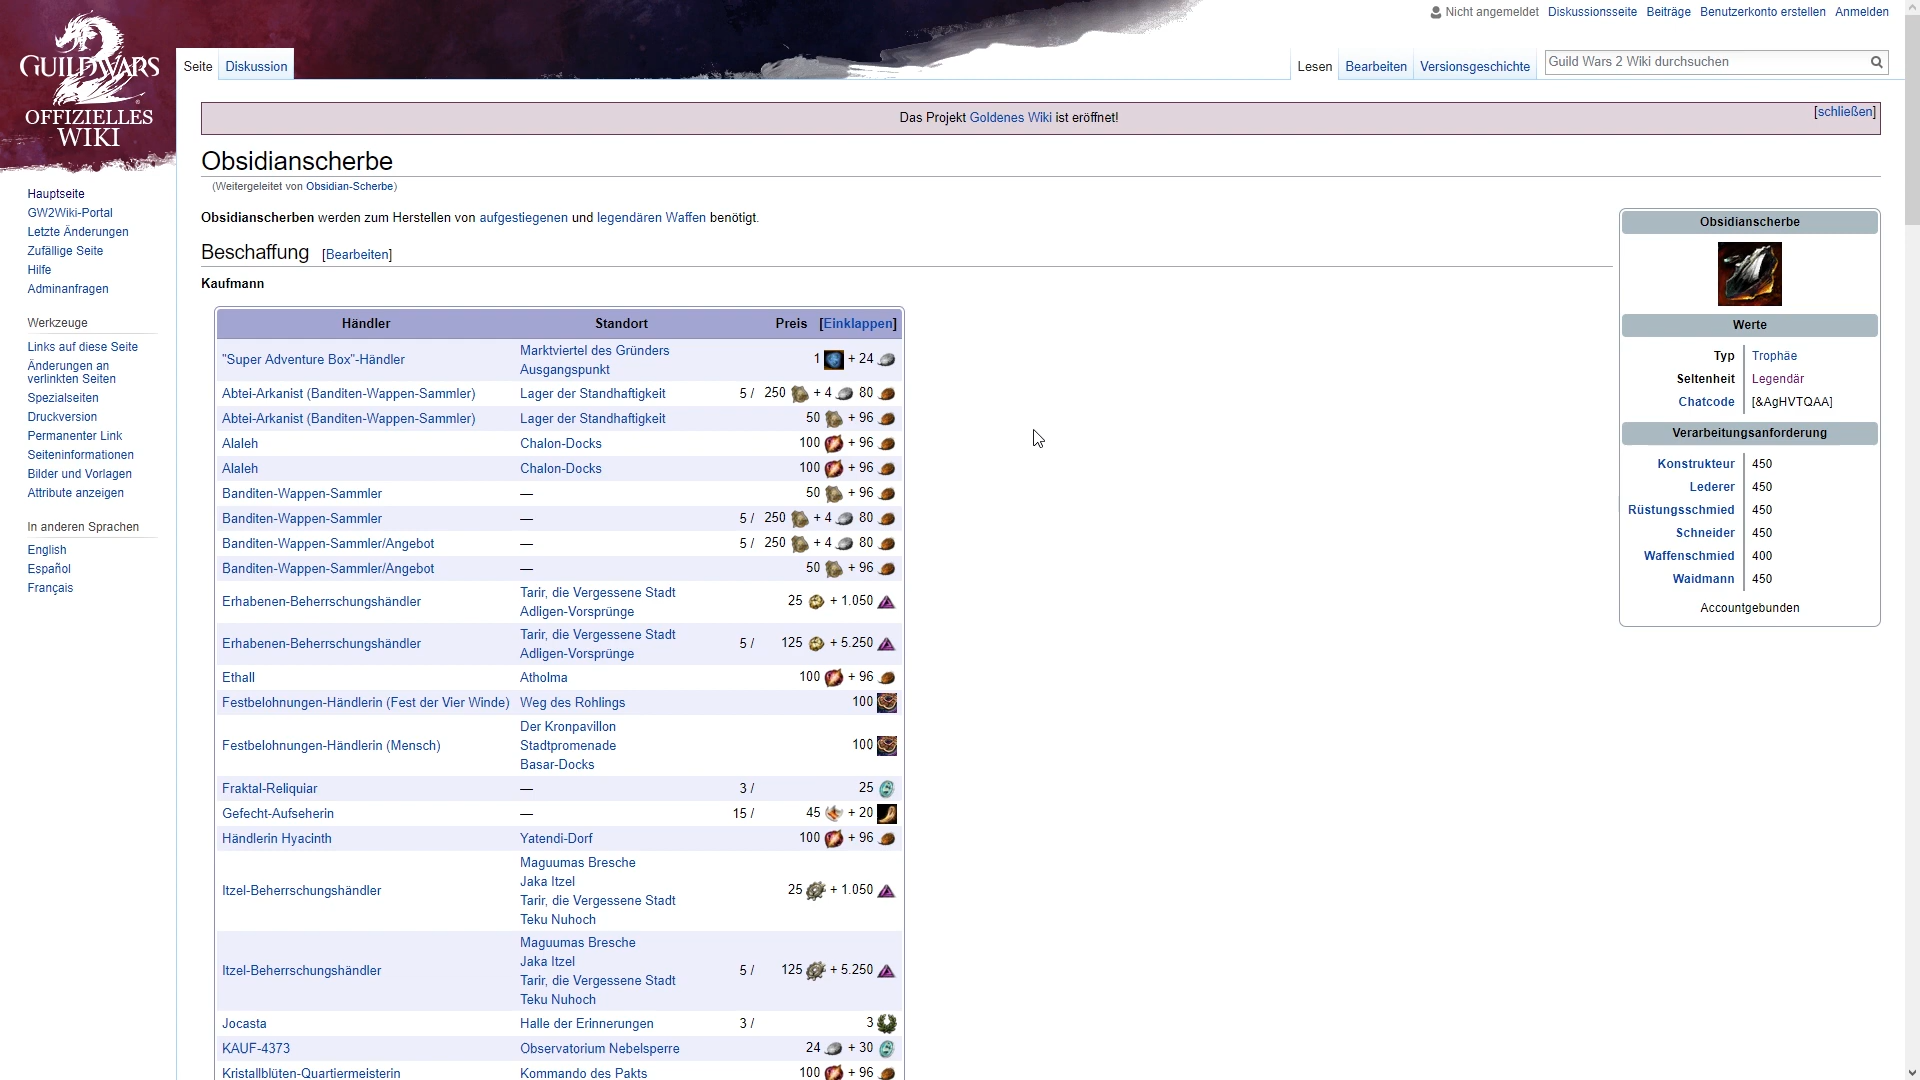 GUILD WARS 2
OFFIZIELLES
WIKI
Nicht angemeldet Diskussionsseite Beiträge Benutzerkonto erstellen Anmelden
Seite Diskussion
Lesen Bearbeiten Versionsgeschichte
Guild Wars 2 Wiki durchsuchen
Hauptseite
GW2Wiki-Portal
Letzte Änderungen
Zufällige Seite
Hilfe
Adminanfragen
Werkzeuge
Links auf diese Seite
Änderungen an
verlinkten Seiten
Spezialseiten
Druckversion
Permanenter Link
Seiteninformationen
Bilder und Vorlagen
Attribute anzeigen
In anderen Sprachen
English
Español
Français
Das Projekt Goldenes Wiki ist eröffnet!
[schließen]
Obsidianscherbe
(Weitergeleitet von Obsidian-Scherbe)
Obsidianscherben werden zum Herstellen von aufgestiegenen und legendären Waffen benötigt.
Beschaffung [Bearbeiten]
Kaufmann
Händler Standort Preis [Einklappen]
"Super Adventure Box"-Händler Marktviertel des Gründers 1 + 24
Ausgangspunkt
Abtei-Arkanist (Banditen-Wappen-Sammler) Lager der Standhaftigkeit 5 / 250 + 4 80
Abtei-Arkanist (Banditen-Wappen-Sammler) Lager der Standhaftigkeit 50 + 96
Alaleh Chalon-Docks 100 + 96
Alaleh Chalon-Docks 100 + 96
Banditen-Wappen-Sammler — 50 + 96
Banditen-Wappen-Sammler — 5 / 250 + 4 80
Banditen-Wappen-Sammler/Angebot — 5 / 250 + 4 80
Banditen-Wappen-Sammler/Angebot — 50 + 96
Erhabenen-Beherrschungshändler Tarir, die Vergessene Stadt 25 + 1.050
Adligen-Vorsprünge
Erhabenen-Beherrschungshändler Tarir, die Vergessene Stadt 5 / 125 + 5.250
Adligen-Vorsprünge
Ethall Atholma 100 + 96
Festbelohnungen-Händlerin (Fest der Vier Winde) Weg des Rohlings 100
Der Kronpavillon
Festbelohnungen-Händlerin (Mensch) Stadtpromenade 100
Basar-Docks
Fraktal-Reliquiar — 3 / 25
Gefecht-Aufseherin — 15 / 45 + 20
Händlerin Hyacinth Yatendi-Dorf 100 + 96
Maguumas Bresche
Jaka Itzel
Itzel-Beherrschungshändler 25 + 1.050
Tarir, die Vergessene Stadt
Teku Nuhoch
Maguumas Bresche
Jaka Itzel
Itzel-Beherrschungshändler 5 / 125 + 5.250
Tarir, die Vergessene Stadt
Teku Nuhoch
Jocasta Halle der Erinnerungen 3 / 3
KAUF-4373 Observatorium Nebelsperre 24 + 30
Kristallblüten-Quartiermeisterin Kommando des Pakts 100 + 96
Obsidianscherbe
Werte
Typ Trophäe
Seltenheit Legendär
Chatcode [&AgHVTQAA]
Verarbeitungsanforderung
Konstrukteur 450
Lederer 450
Rüstungsschmied 450
Schneider 450
Waffenschmied 400
Waidmann 450
Accountgebunden